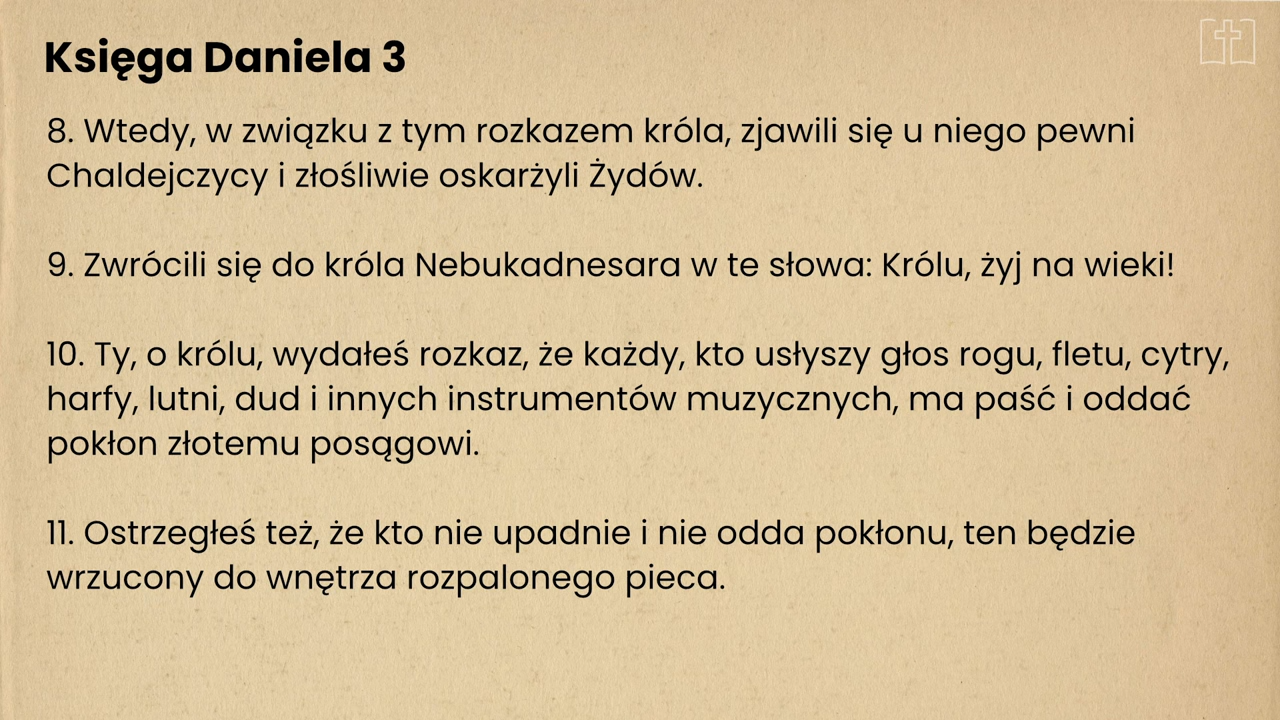 Księga Daniela 3
8. Wtedy, w związku z tym rozkazem króla, zjawili się u niego pewni
Chaldejczycy i złośliwie oskarżyli Żydów.
9. Zwrócili się do króla Nebukadnesara w te słowa: Królu, żyj na wieki!
10. Ty, o królu, wydałeś rozkaz, że każdy, kto usłyszy głos rogu, fletu, cytry,
harfy, lutni, dud i innych instrumentów muzycznych, ma paść i oddać
pokłon złotemu posągowi.
11. Ostrzegłeś też, że kto nie upadnie i nie odda pokłonu, ten będzie
wrzucony do wnętrza rozpalonego pieca.